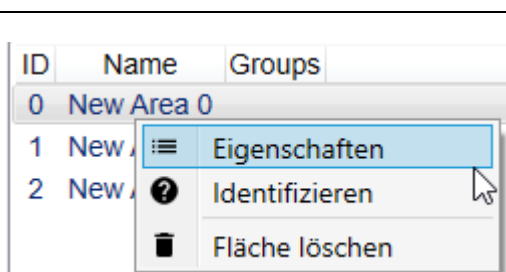 ID Name Groups
0 New Area 0
1 New
Eigenschaften
2 New
Identifizieren
Fläche löschen